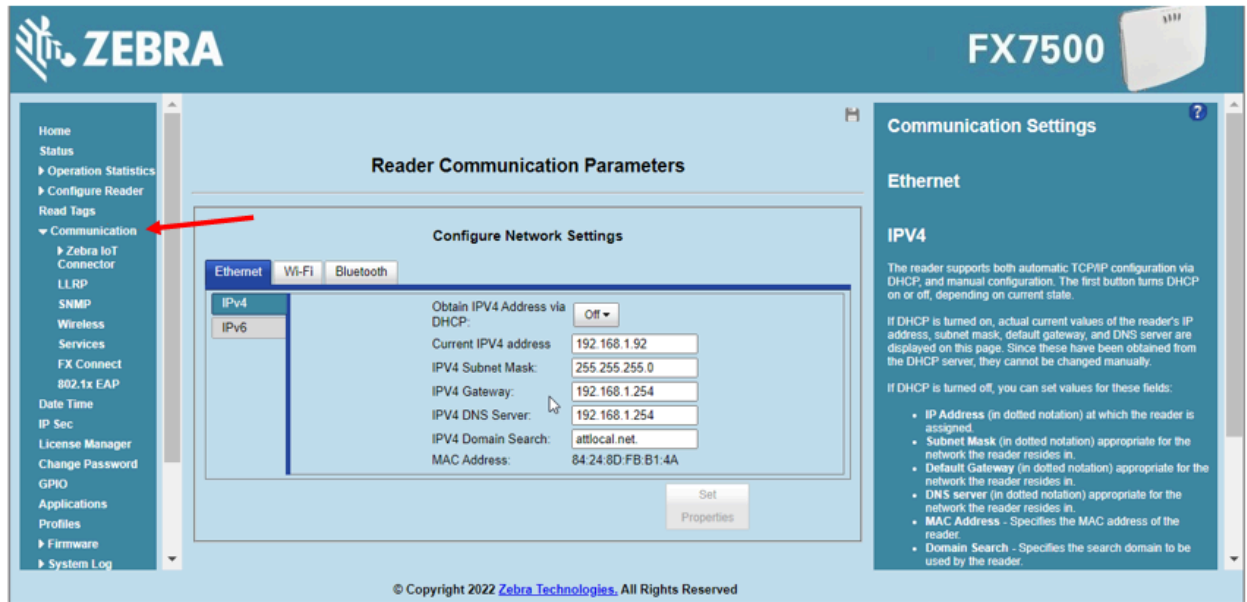 ZEBRA
FX7500
Home
Status
Operation Statistics
Configure Reader
Read Tags
Communication
Zebra IoT
Connector
LLRP
SNMP
Wireless
Services
FX Connect
802.1x EAP
Date Time
IP Sec
License Manager
Change Password
GPIO
Applications
Profiles
Firmware
System Log
Reader Communication Parameters
Configure Network Settings
Ethernet Wi-Fi Bluetooth
IPv4
IPv6
Obtain IPV4 Address via
DHCP: Off
Current IPV4 address 192.168.1.92
IPV4 Subnet Mask: 255.255.255.0
IPV4 Gateway: 192.168.1.254
IPV4 DNS Server: 192.168.1.254
IPV4 Domain Search: attlocal.net.
MAC Address: 84:24:8D:FB:B1:4A
Set
Properties
?
Communication Settings
Ethernet
IPV4
The reader supports both automatic TCP/IP configuration via
DHCP, and manual configuration. The first button turns DHCP
on or off, depending on current state.
If DHCP is turned on, actual current values of the reader's IP
address, subnet mask, default gateway, and DNS server are
displayed on this page. Since these have been obtained from
the DHCP server, they cannot be changed manually.
If DHCP is turned off, you can set values for these fields:
• IP Address (in dotted notation) at which the reader is
assigned.
• Subnet Mask (in dotted notation) appropriate for the
network the reader resides in.
• Default Gateway (in dotted notation) appropriate for the
network the reader resides in.
• DNS server (in dotted notation) appropriate for the
network the reader resides in.
• MAC Address - Specifies the MAC address of the
reader.
• Domain Search - Specifies the search domain to be
used by the reader.
© Copyright 2022 Zebra Technologies. All Rights Reserved